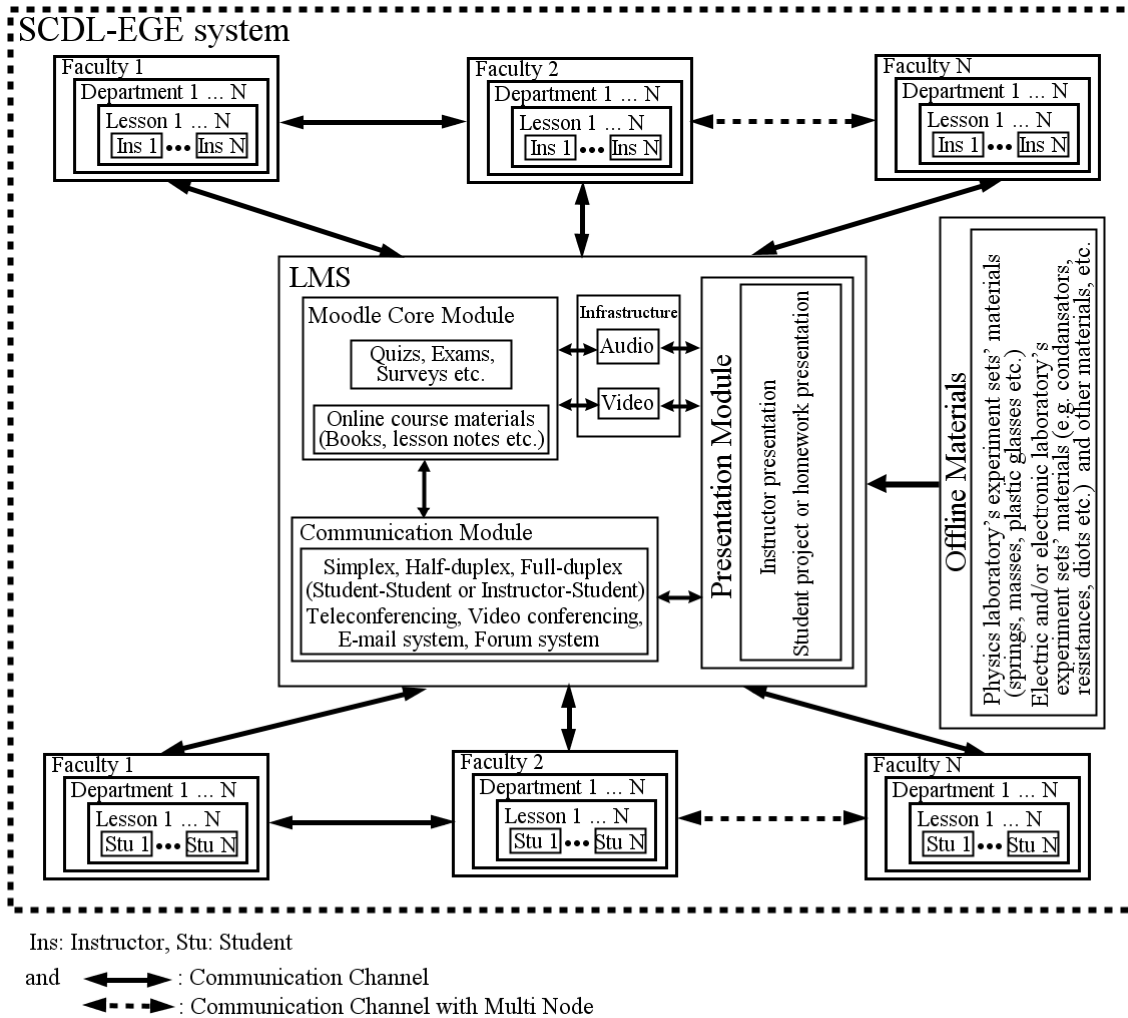 SCDL-EGE system
Faculty 1
Department 1 ... N
Lesson 1 ... N
Ins 1 ••• Ins N
Faculty 2
Department 1 ... N
Lesson 1 ... N
Ins 1 ••• Ins N
Faculty N
Department 1 ... N
Lesson 1 ... N
Ins 1 ••• Ins N
LMS
Moodle Core Module
Quizs, Exams,
Surveys etc.
Online course materials
(Books, lesson notes etc.)
Infrastructure
Audio
Video
Communication Module
Simplex, Half-duplex, Full-duplex
(Student-Student or Instructor-Student)
Teleconferencing, Video conferencing,
E-mail system, Forum system
Presentation Module
Instructor presentation
Student project or homework presentation
Offline Materials
Physics laboratory's experiment sets' materials
(springs, masses, plastic glasses etc.)
Electric and/or electronic laboratory's
experiment sets' materials (e.g. condansators,
resistances, diots etc.) and other materials, etc.
Faculty 1
Department 1 ... N
Lesson 1 ... N
Stu 1 ••• Stu N
Faculty 2
Department 1 ... N
Lesson 1 ... N
Stu 1 ••• Stu N
Faculty N
Department 1 ... N
Lesson 1 ... N
Stu 1 ••• Stu N
Ins: Instructor, Stu: Student
and : Communication Channel
: Communication Channel with Multi Node